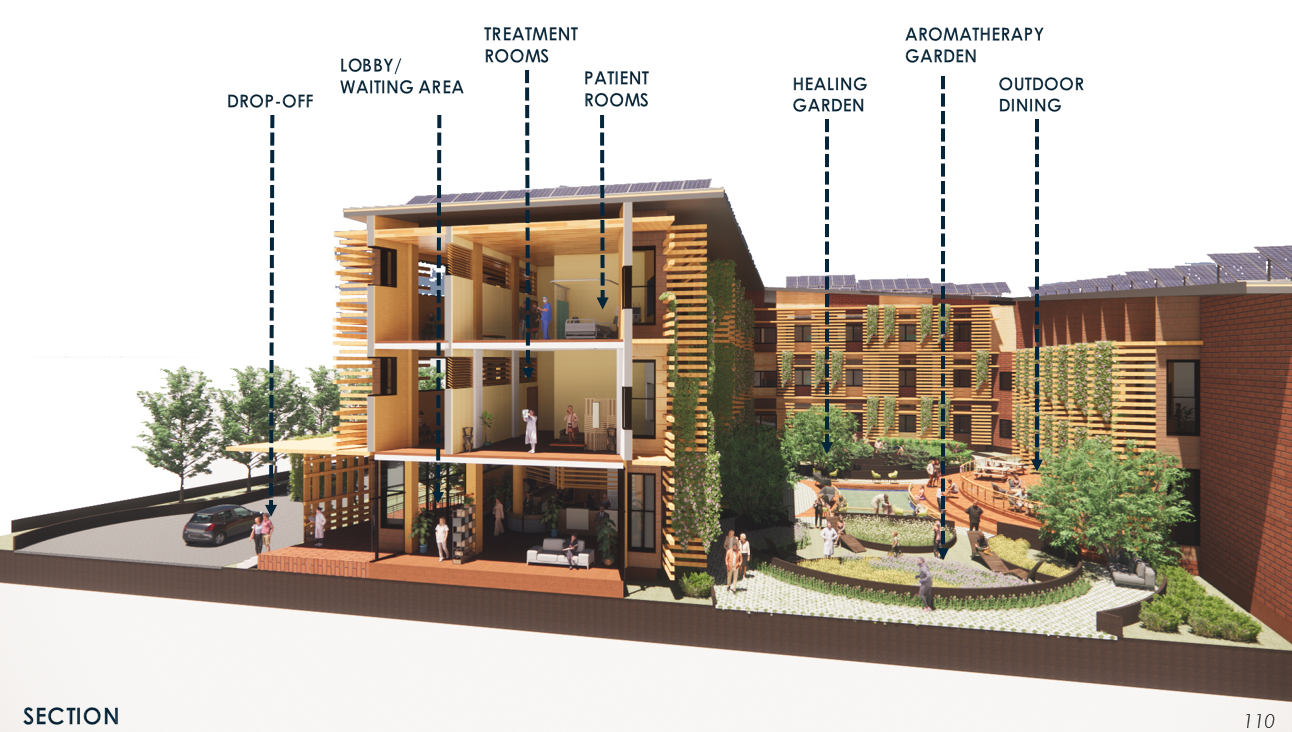 TREATMENT
ROOMS
AROMATHERAPY
GARDEN
LOBBY/
WAITING AREA
PATIENT
ROOMS
HEALING
GARDEN
OUTDOOR
DINING
DROP-OFF
SECTION
110